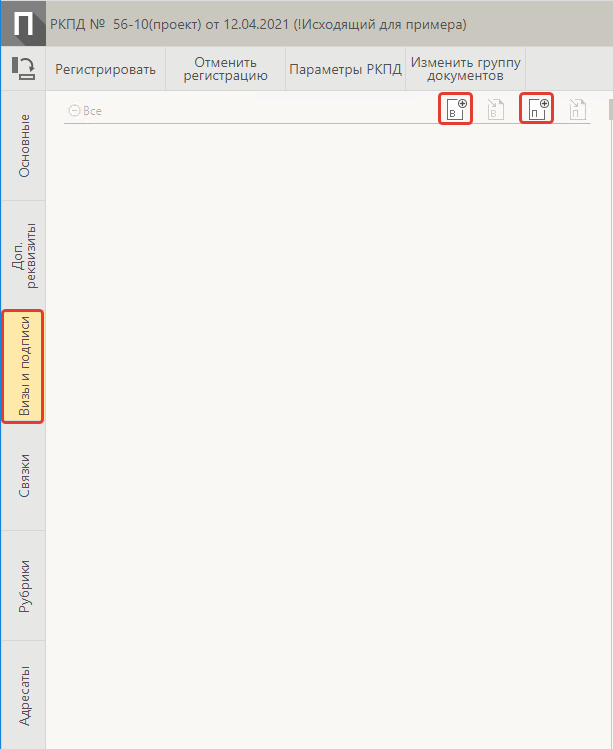 П РКПД № 56-10(проект) от 12.04.2021 (!Исходящий для примера)
Регистрировать
Отменить
регистрацию
Параметры РКПД
Изменить группу
документов
Все
В
В
П
П
Основные
Доп.
реквизиты
Визы и подписи
Связки
Рубрики
Адресаты